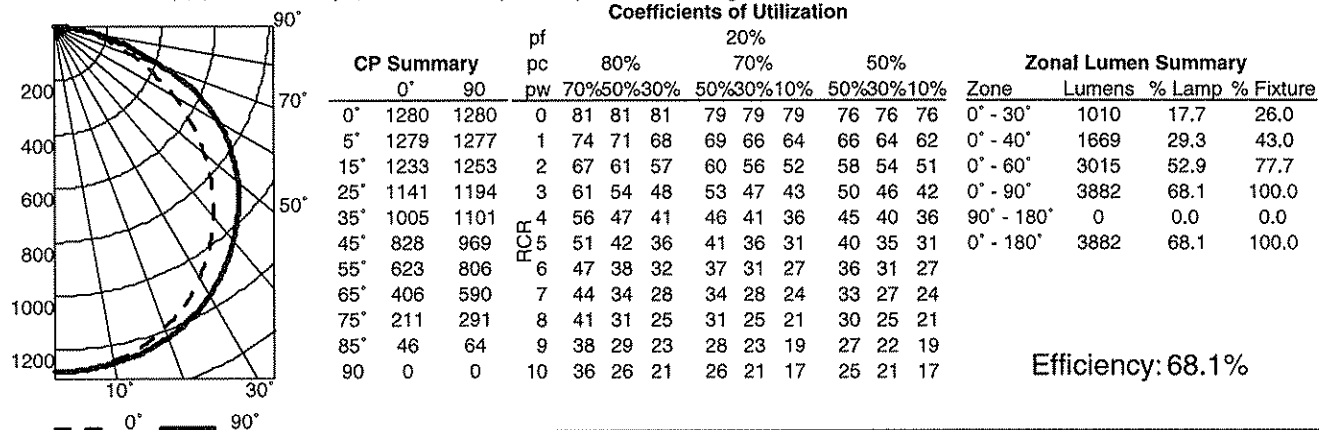 Coefficients of Utilization
90°
70°
50°
30°
10°
200
400
600
800
1000
1200
0° 90°
CP Summary
0° 90
0° 1280 1280
5° 1279 1277
15° 1233 1253
25° 1141 1194
35° 1005 1101
45° 828 969
55° 623 806
65° 406 590
75° 211 291
85° 46 64
90 0 0
pf 20%
pc 80% 70% 50%
pw 70%50%30% 50%30%10% 50%30%10%
RCR
0 81 81 81 79 79 79 76 76 76
1 74 71 68 69 66 64 66 64 62
2 67 61 57 60 56 52 58 54 51
3 61 54 48 53 47 43 50 46 42
4 56 47 41 46 41 36 45 40 36
5 51 42 36 41 36 31 40 35 31
6 47 38 32 37 31 27 36 31 27
7 44 34 28 34 28 24 33 27 24
8 41 31 25 31 25 21 30 25 21
9 38 29 23 28 23 19 27 22 19
10 36 26 21 26 21 17 25 21 17
Zonal Lumen Summary
Zone Lumens % Lamp % Fixture
0° - 30° 1010 17.7 26.0
0° - 40° 1669 29.3 43.0
0° - 60° 3015 52.9 77.7
0° - 90° 3882 68.1 100.0
90° - 180° 0 0.0 0.0
0° - 180° 3882 68.1 100.0
Efficiency: 68.1%